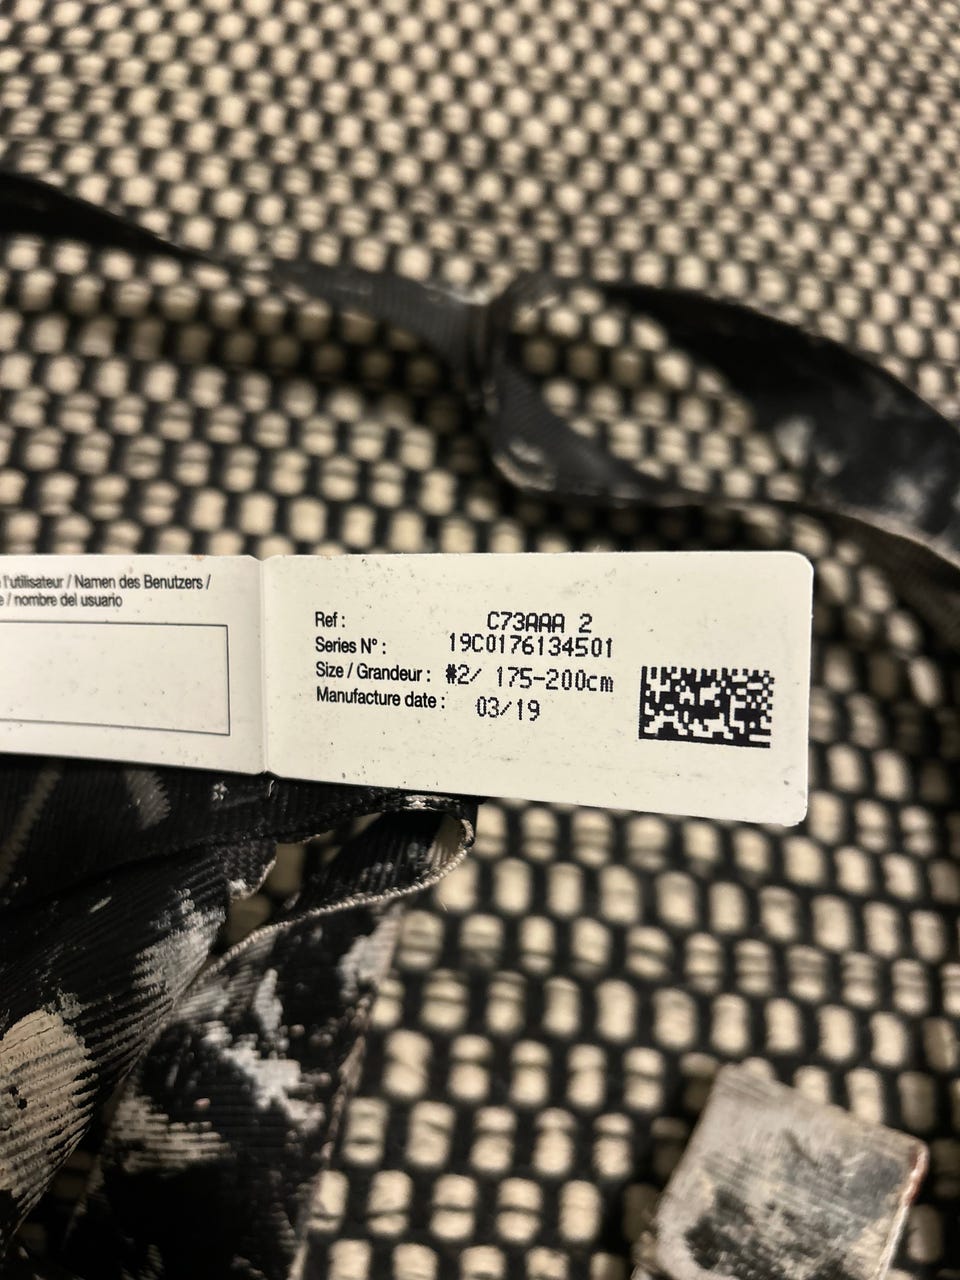 l'utilisateur / Namen des Benutzers /
/ nombre del usuario
Ref : C73AAA 2
Series N° : 19C0176134501
Size / Grandeur : #2/ 175-200cm
Manufacture date : 03/19